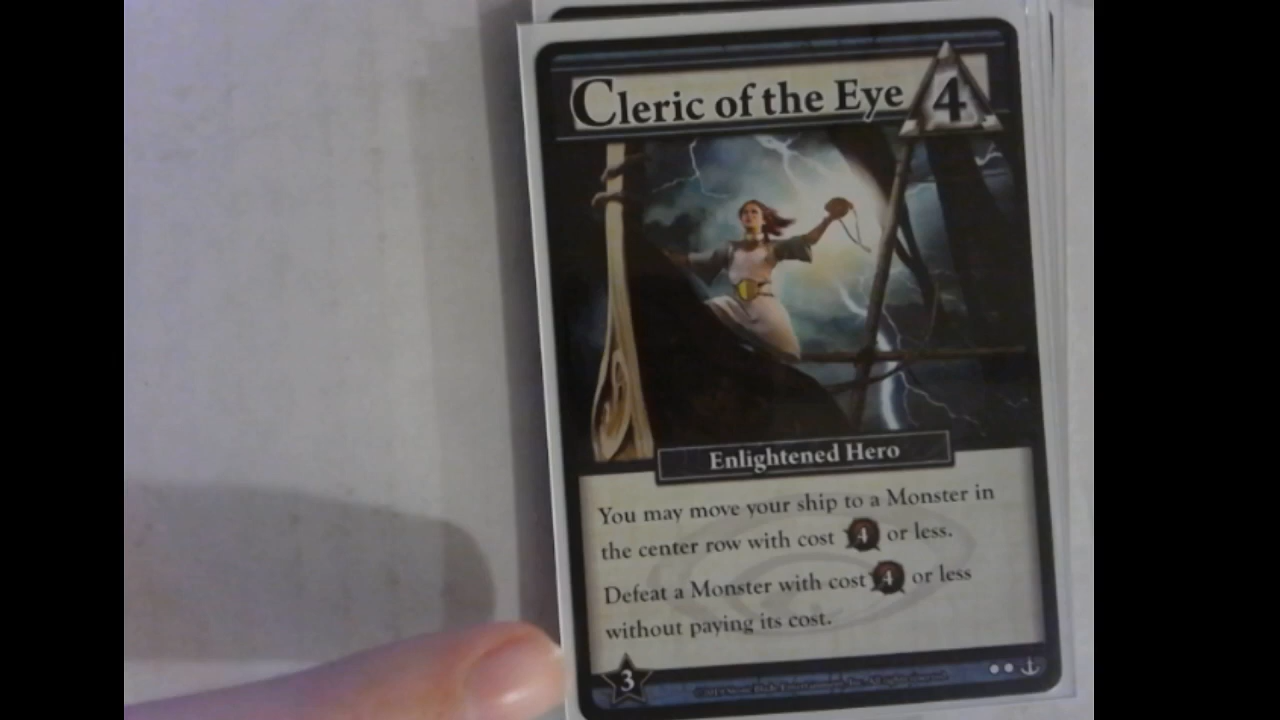 Cleric of the Eye 4
Enlightened Hero
You may move your ship to a Monster in
the center row with cost 4 or less.
Defeat a Monster with cost 4 or less
without paying its cost.
3